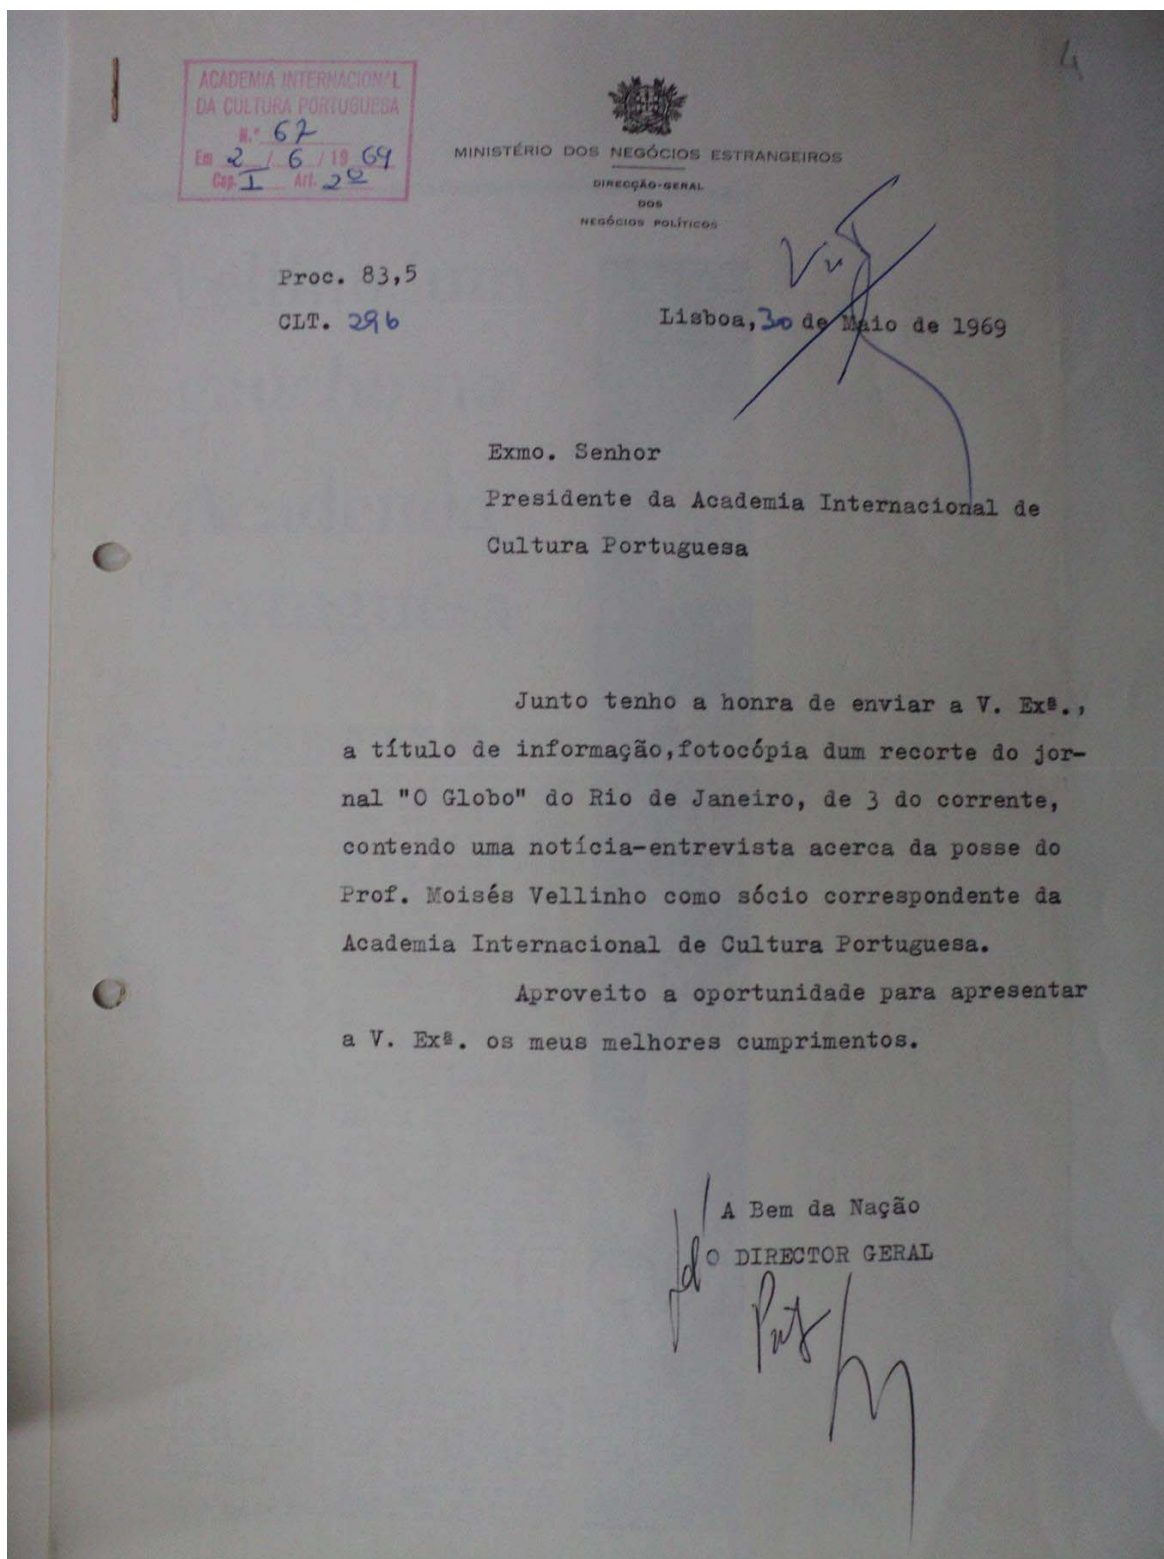 4
ACADEMIA INTERNACIONAL
DA CULTURA PORTUGUESA
N.º 67
Em 2 / 6 / 19 69
Cap. I Art. 2º
MINISTÉRIO DOS NEGÓCIOS ESTRANGEIROS
DIRECÇÃO-GERAL
DOS
NEGÓCIOS POLÍTICOS
Proc. 83,5
CLT. 296
Lisboa, 30 de Maio de 1969
Exmo. Senhor
Presidente da Academia Internacional de
Cultura Portuguesa
Junto tenho a honra de enviar a V. Exª.,
a título de informação,fotocópia dum recorte do jor-
nal "O Globo" do Rio de Janeiro, de 3 do corrente,
contendo uma notícia-entrevista acerca da posse do
Prof. Moisés Vellinho como sócio correspondente da
Academia Internacional de Cultura Portuguesa.
Aproveito a oportunidade para apresentar
a V. Exª. os meus melhores cumprimentos.
A Bem da Nação
O DIRECTOR GERAL